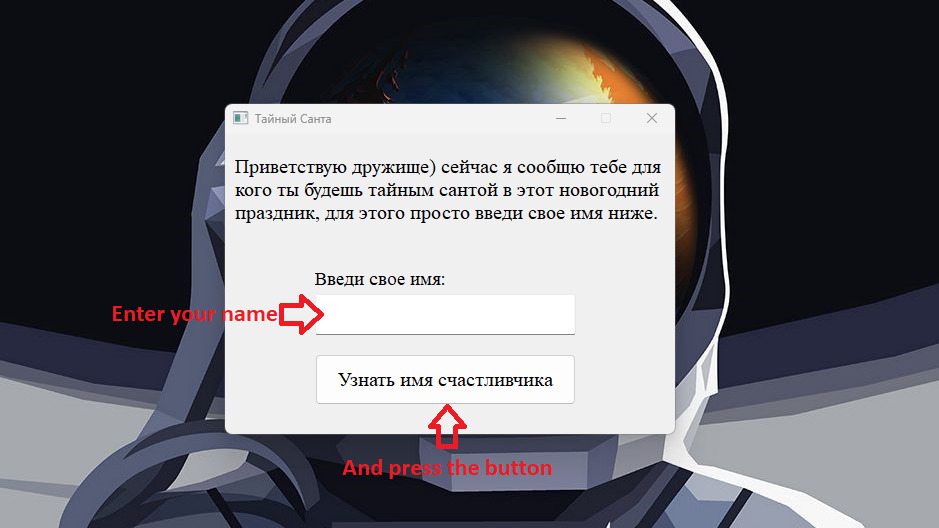 Тайный Санта
Приветствую дружище) сейчас я сообщю тебе для
кого ты будешь тайным сантой в этот новогодний
праздник, для этого просто введи свое имя ниже.
Введи свое имя:
Enter your name
Узнать имя счастливчика
And press the button